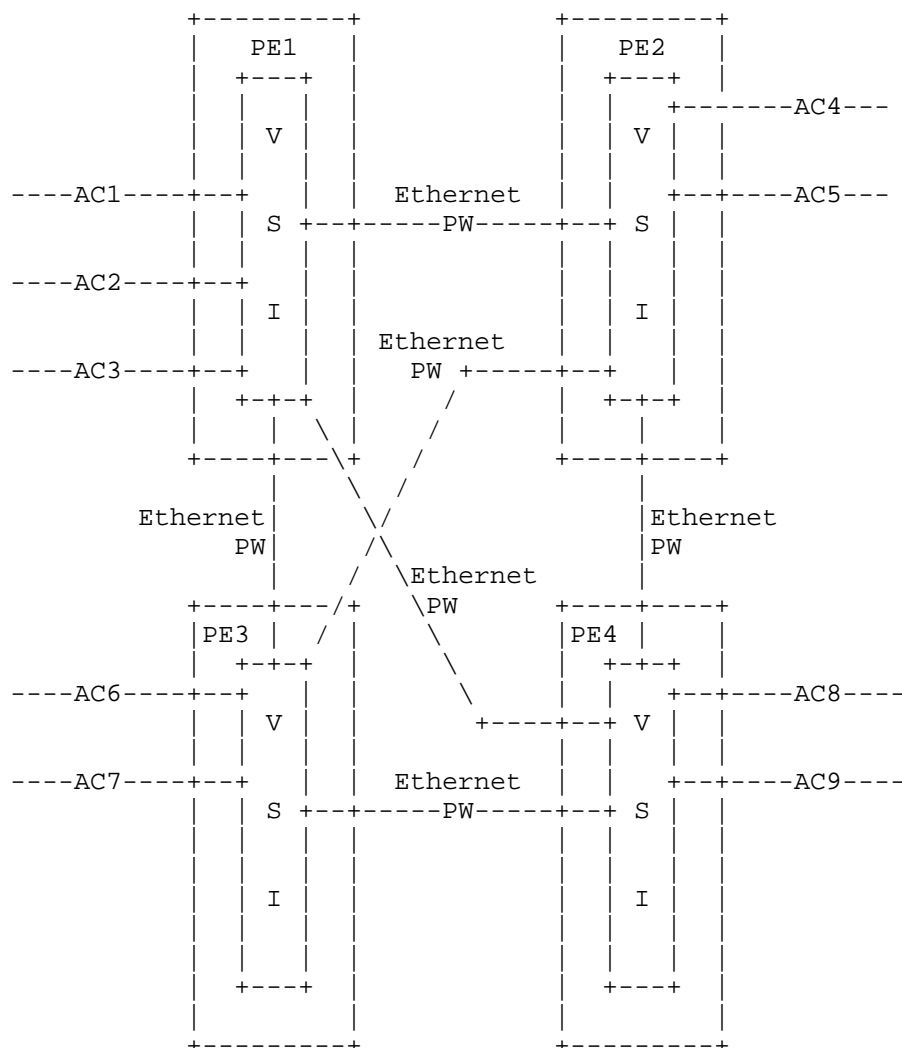 PE1 PE2
AC4
V V
AC1 Ethernet AC5
S PW S
AC2
I I
Ethernet
AC3 PW
Ethernet Ethernet
PW PW
Ethernet
PW
PE3 PE4
AC6 AC8
V V
AC7 Ethernet AC9
S PW S
I I